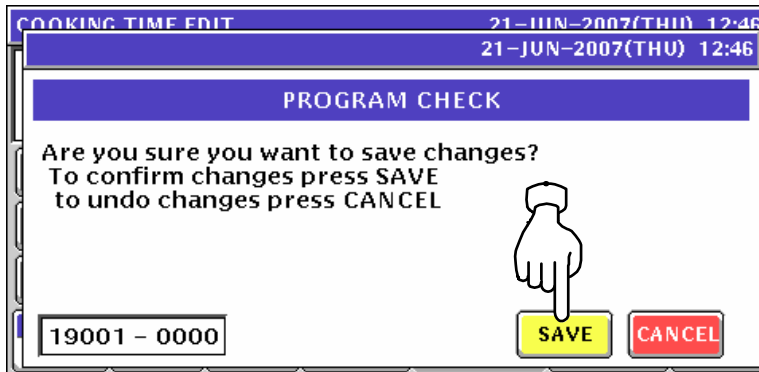 COOKING TIME EDIT 21-JUN-2007(THU) 12:46
21-JUN-2007(THU) 12:46
PROGRAM CHECK
Are you sure you want to save changes?
To confirm changes press SAVE
to undo changes press CANCEL
19001 - 0000 SAVE CANCEL